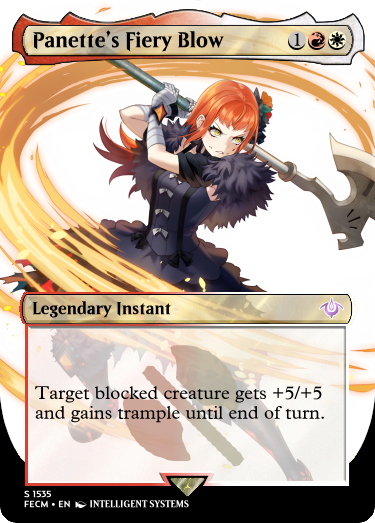 Panette's Fiery Blow 1
Legendary Instant
Target blocked creature gets +5/+5
and gains trample until end of turn.
S 1535
FECM • EN INTELLIGENT SYSTEMS